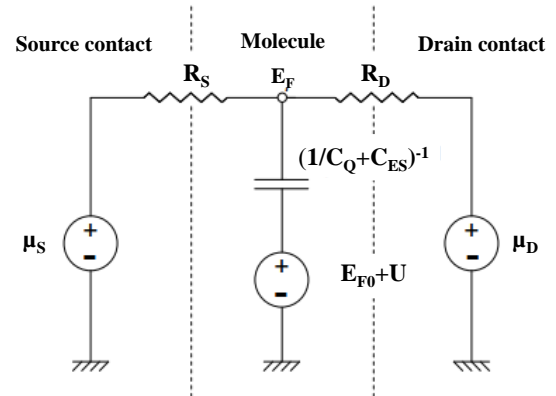 Source contact Molecule Drain contact
R_S E_F R_D
(1/C_Q+C_ES)^-1
+ + μ_S - - μ_D
+ - E_F0+U